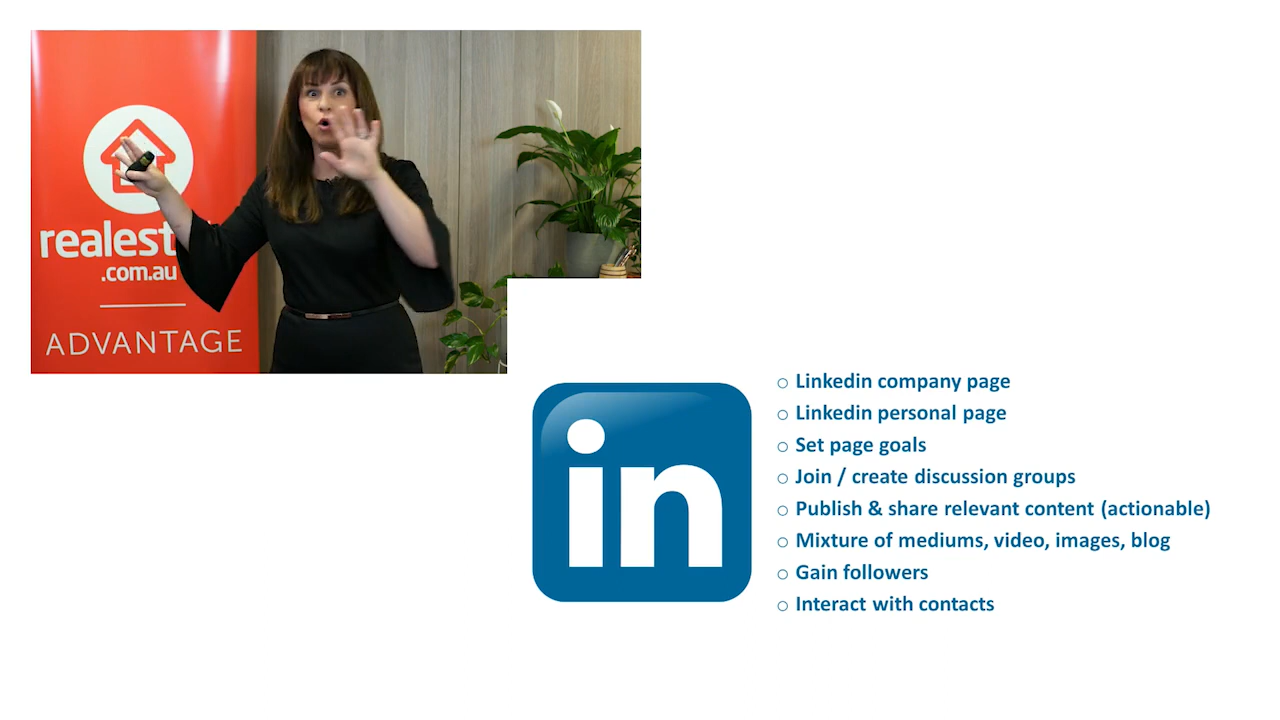 realest
.com.au
ADVANTAGE
in
Linkedin company page
Linkedin personal page
Set page goals
Join / create discussion groups
Publish & share relevant content (actionable)
Mixture of mediums, video, images, blog
Gain followers
Interact with contacts